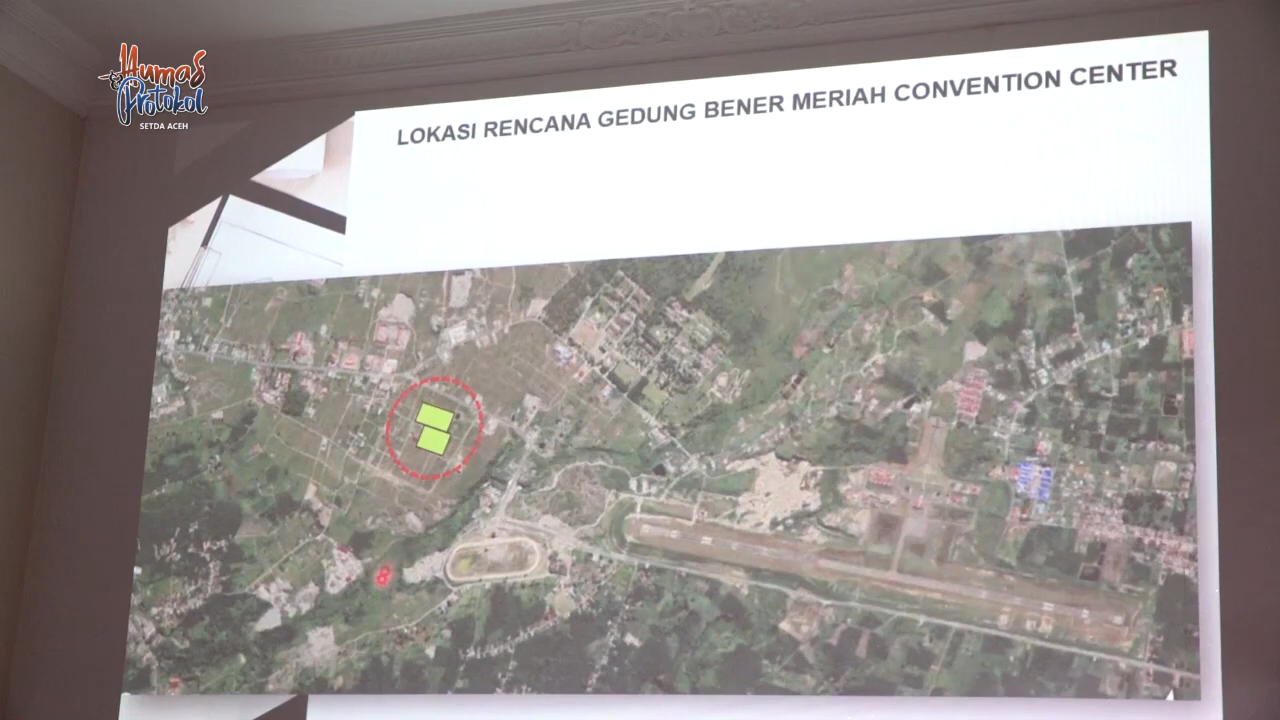 Humas
& Protokol
SETDA ACEH
LOKASI RENCANA GEDUNG BENER MERIAH CONVENTION CENTER